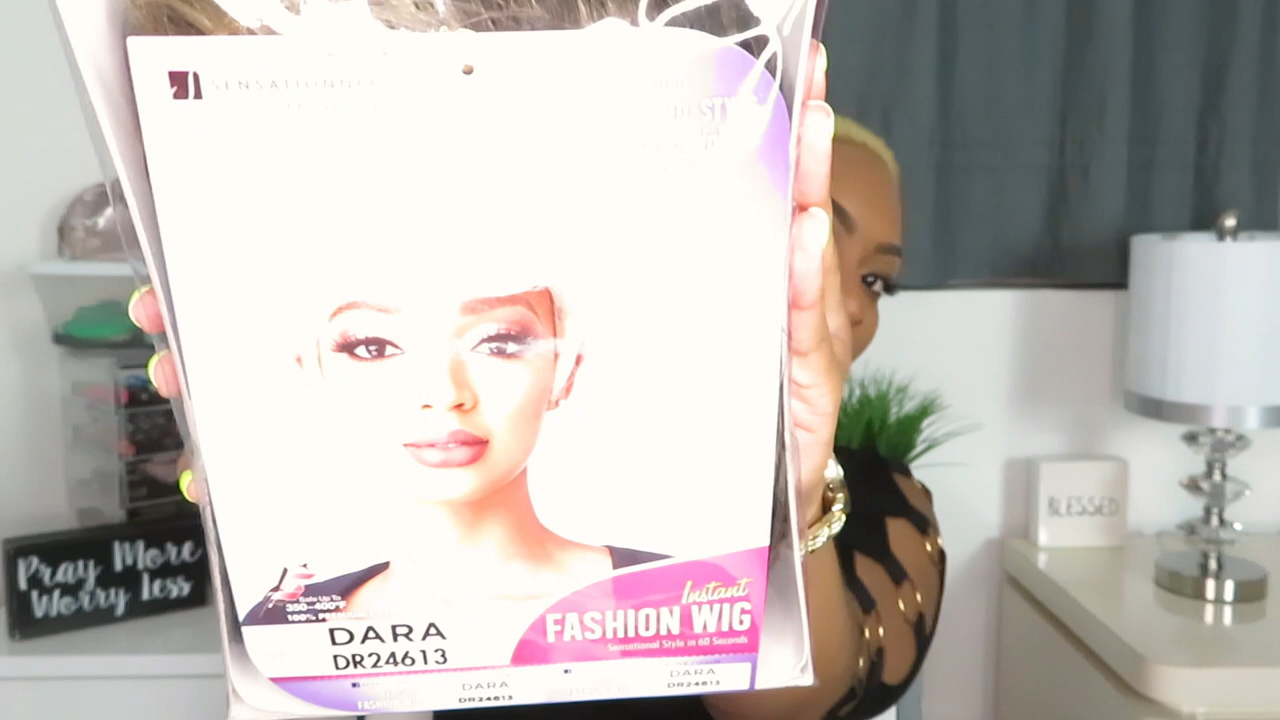 SENSATIONNEL
Safe Up To
350-400°F
100% PREMIUM
DARA
DR24613
Instant
FASHION WIG
Sensational Style in 60 Seconds
DARA
DR24613
DARA
DR24613
FASHION
Pray More
Worry Less
BLESSED